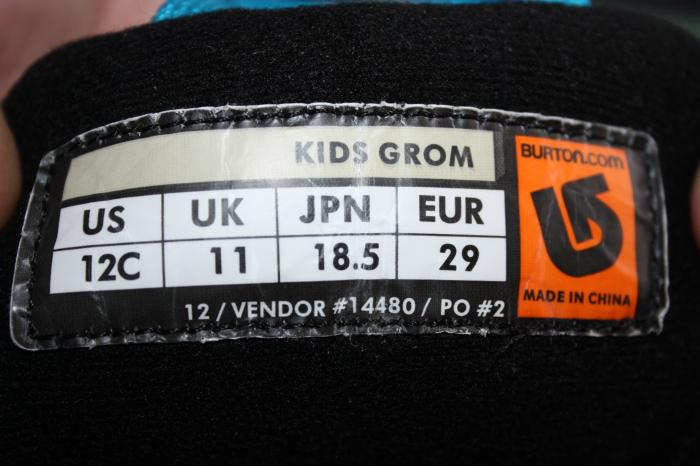 KIDS GROM
US UK JPN EUR
12C 11 18.5 29
12 / VENDOR #14480 / PO #2
BURTON.COM
MADE IN CHINA